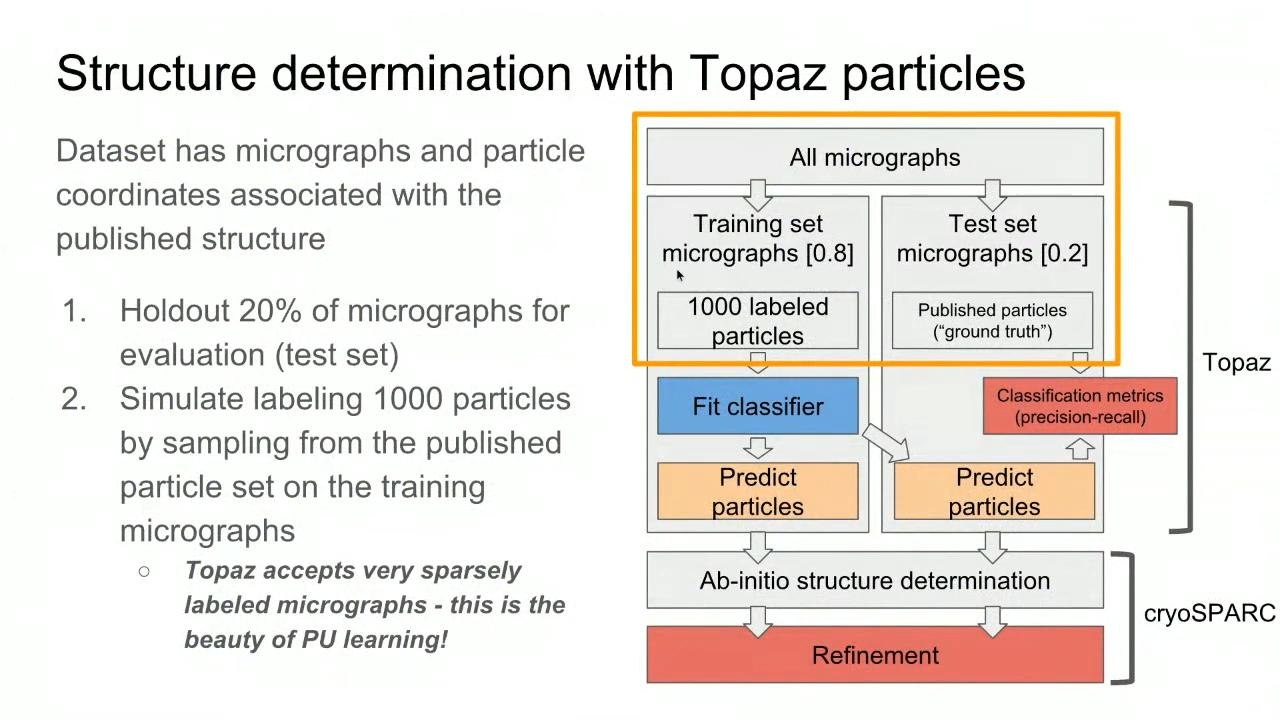 Structure determination with Topaz particles
Dataset has micrographs and particle
coordinates associated with the
published structure
1. Holdout 20% of micrographs for
evaluation (test set)
2. Simulate labeling 1000 particles
by sampling from the published
particle set on the training
micrographs
○ Topaz accepts very sparsely
labeled micrographs - this is the
beauty of PU learning!
All micrographs
Training set
micrographs [0.8]
1000 labeled
particles
Test set
micrographs [0.2]
Published particles
(“ground truth”)
Fit classifier
Classification metrics
(precision-recall)
Predict
particles
Predict
particles
Topaz
Ab-initio structure determination
Refinement
cryoSPARC